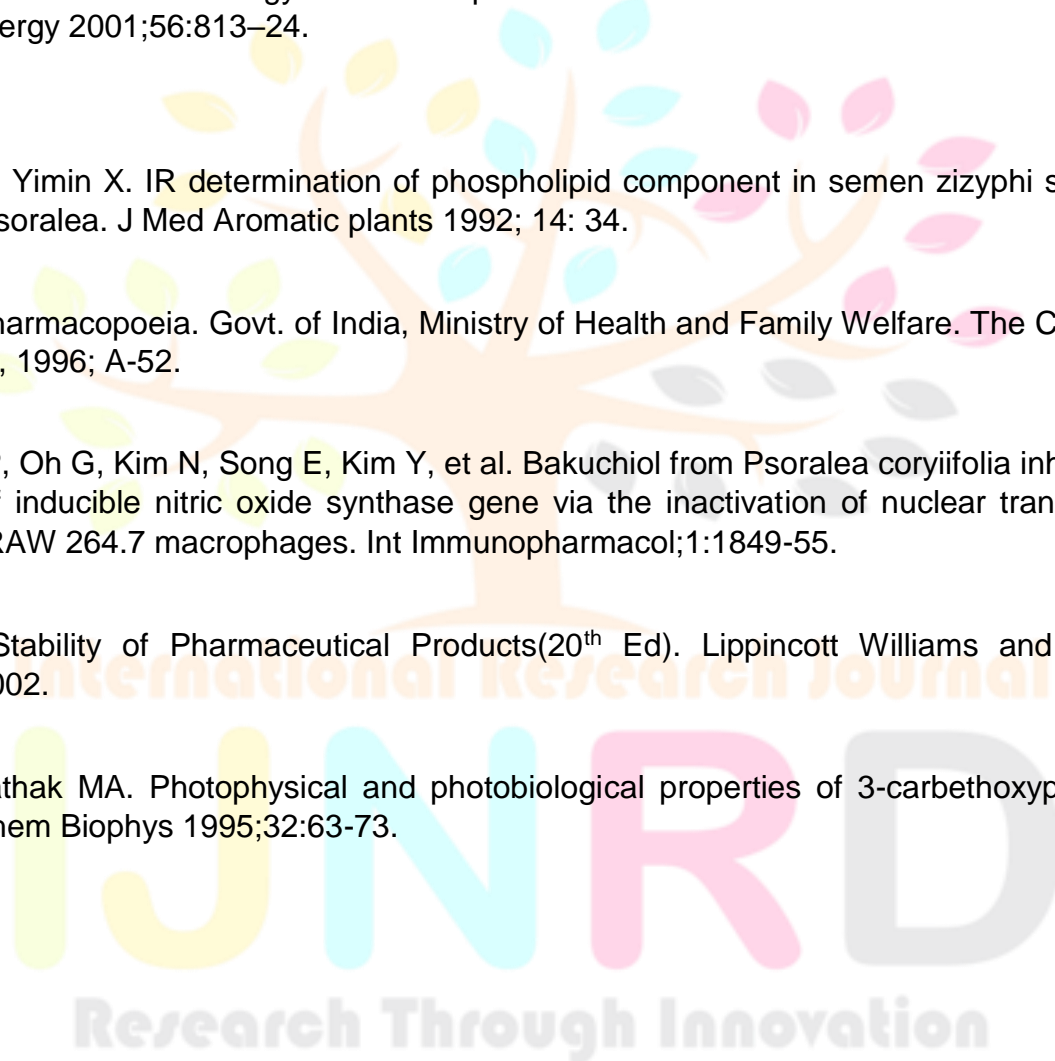 ergy 2001;56:813–24.
Yimin X. IR determination of phospholipid component in semen zizyphi s
soralea. J Med Aromatic plants 1992; 14: 34.
harmacopoeia. Govt. of India, Ministry of Health and Family Welfare. The C
, 1996; A-52.
, Oh G, Kim N, Song E, Kim Y, et al. Bakuchiol from Psoralea coryiifolia inh
f inducible nitric oxide synthase gene via the inactivation of nuclear tran
RAW 264.7 macrophages. Int Immunopharmacol;1:1849-55.
Stability of Pharmaceutical Products(20th Ed). Lippincott Williams and
002.
International Research Journal
athak MA. Photophysical and photobiological properties of 3-carbethoxyp
hem Biophys 1995;32:63-73.
IJNRD
Research Through Innovation